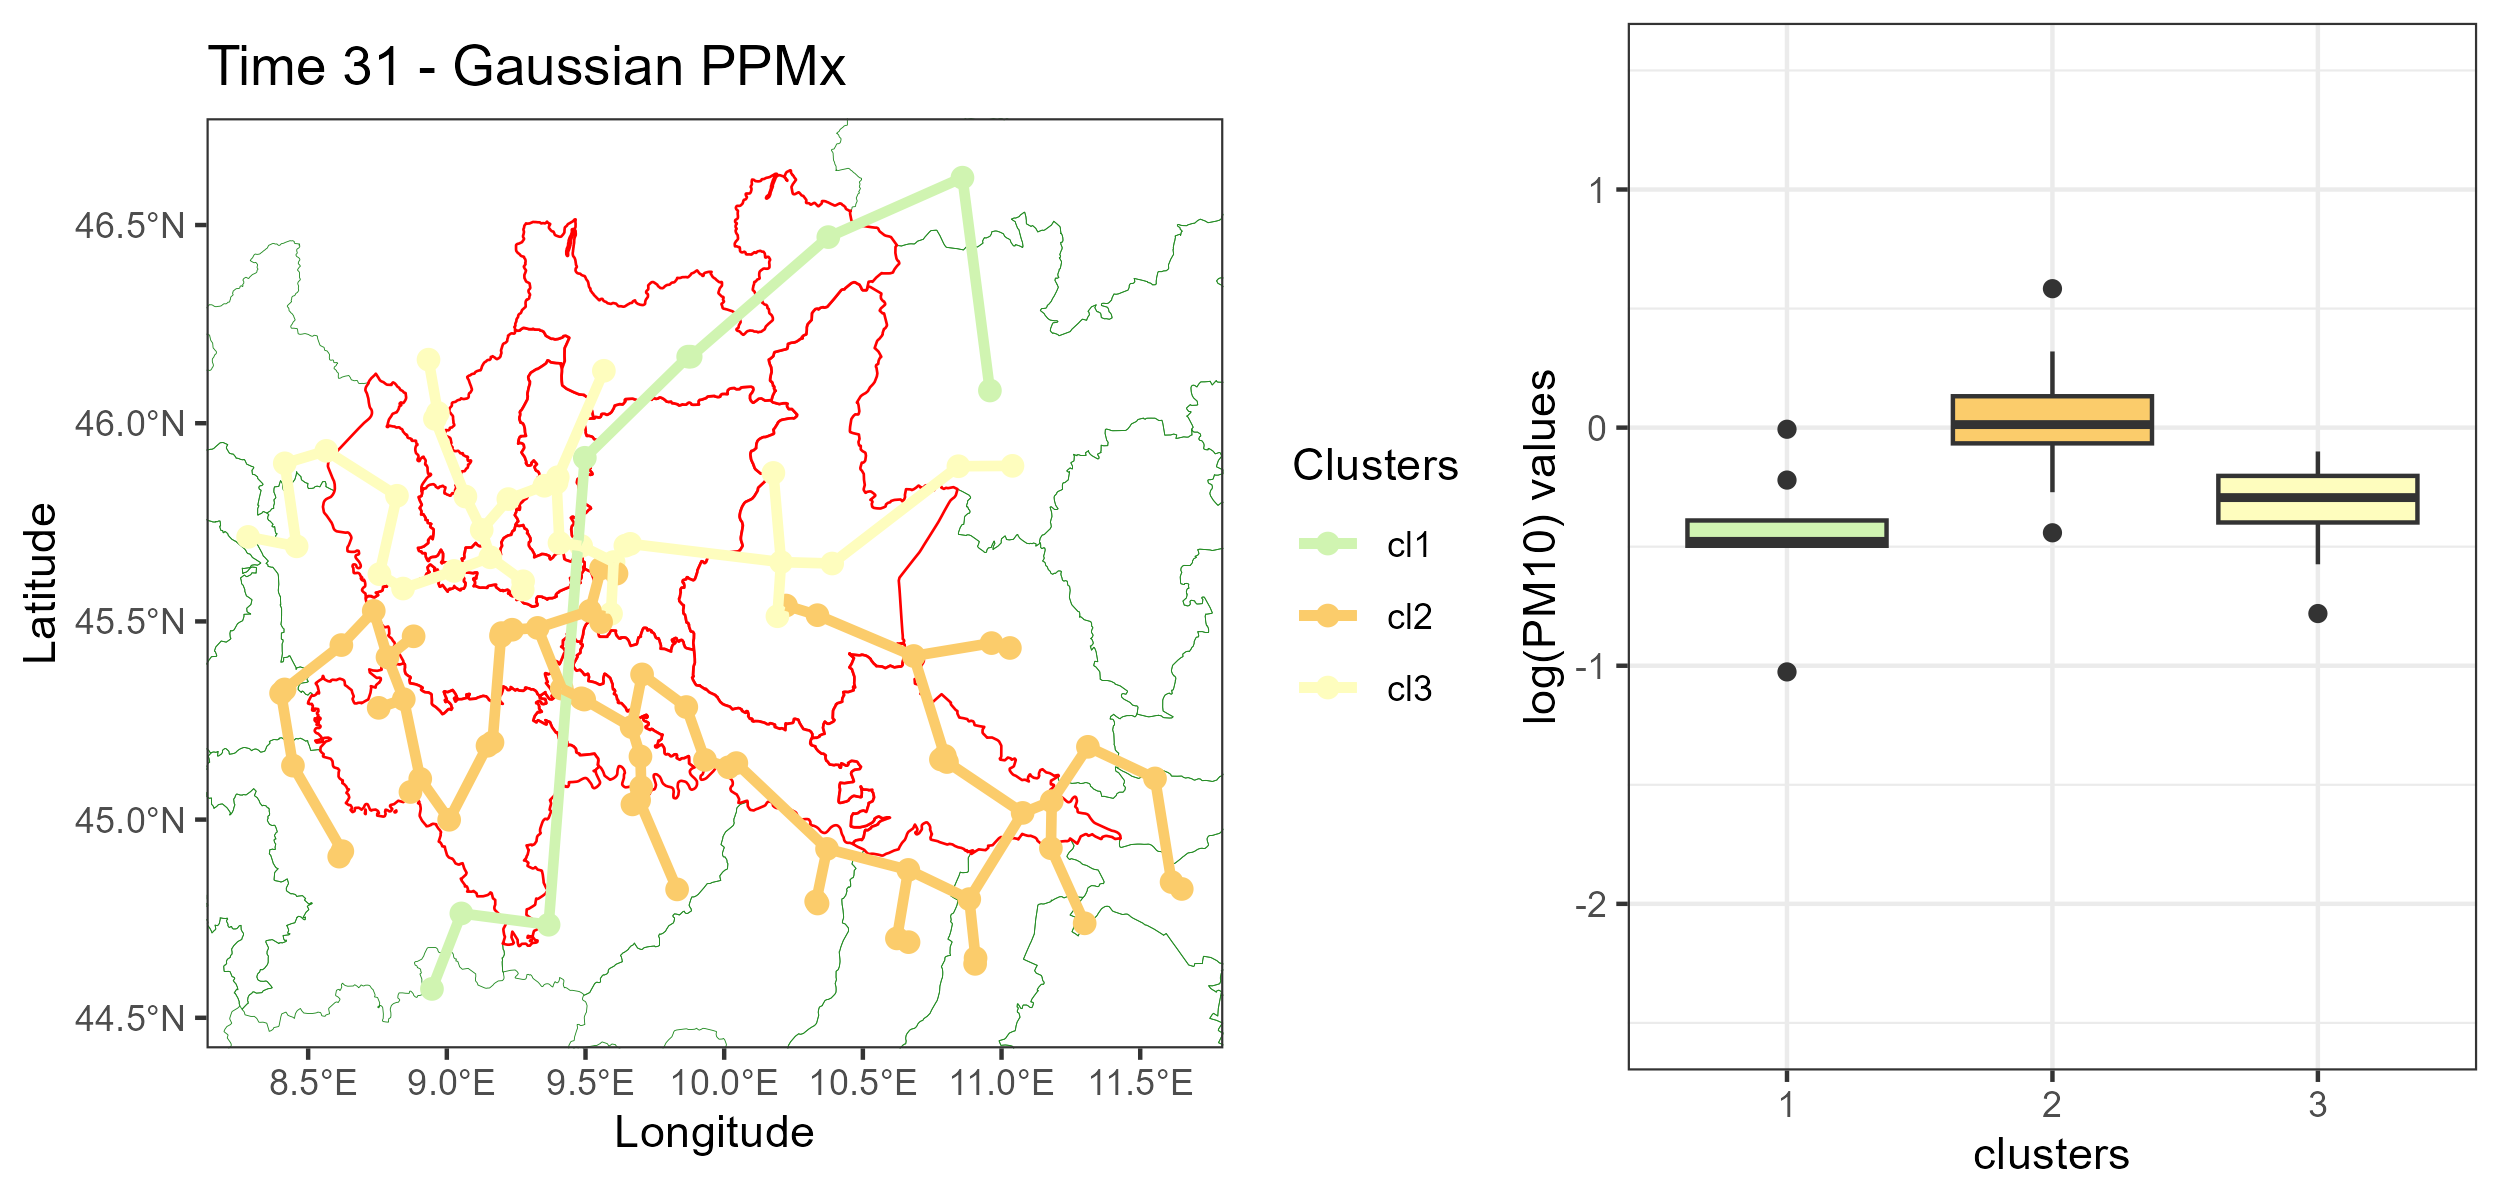 Time 31 - Gaussian PPMx
Latitude
46.5°N
46.0°N
45.5°N
45.0°N
44.5°N
8.5°E 9.0°E 9.5°E 10.0°E 10.5°E 11.0°E 11.5°E
Longitude
Clusters
cl1
cl2
cl3
log(PM10) values
1
0
-1
-2
1 2 3
clusters